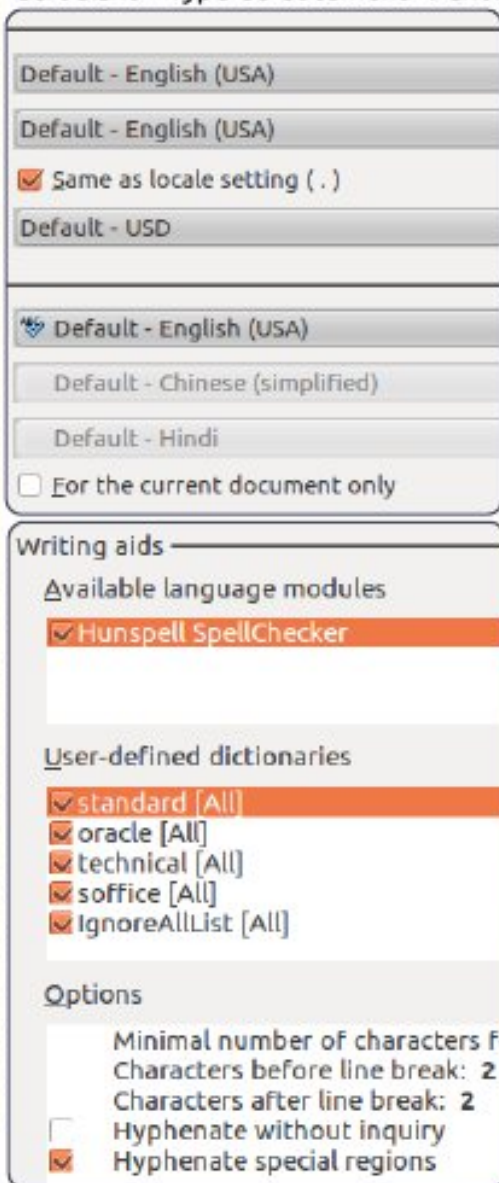 Default - English (USA)
Default - English (USA)
Same as locale setting ( . )
Default - USD
Default - English (USA)
Default - Chinese (simplified)
Default - Hindi
For the current document only
Writing aids
Available language modules
Hunspell SpellChecker
User-defined dictionaries
standard [All]
oracle [All]
technical [All]
soffice [All]
IgnoreAllList [All]
Options
Minimal number of characters f
Characters before line break: 2
Characters after line break: 2
Hyphenate without inquiry
Hyphenate special regions